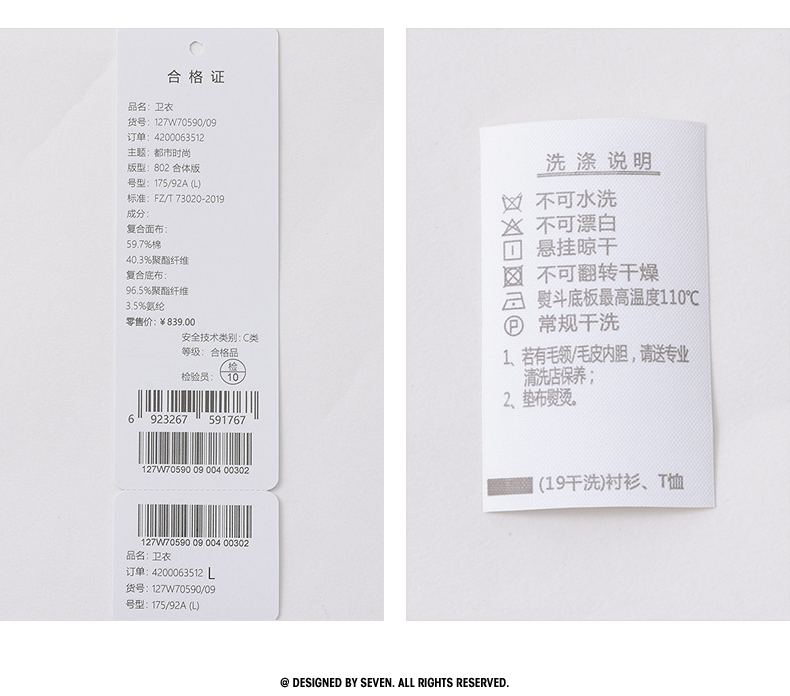 合格证
品名：卫衣
货号：127W70590/09
订单：4200063512
主题：都市时尚
版型：802 合体版
号型：175/92A (L)
标准：FZ/T 73020-2019
成分：
复合面布：
59.7%棉
40.3%聚酯纤维
复合底布：
96.5%聚酯纤维
3.5%氨纶
零售价：￥839.00
安全技术类别：C类
等级：合格品
检验员：检 10
6 923267 591767
127W70590 09 004 00302
127W70590 09 004 00302
品名：卫衣
订单：4200063512 L
货号：127W70590/09
号型：175/92A (L)
洗涤说明
不可水洗
不可漂白
悬挂晾干
不可翻转干燥
熨斗底板最高温度110℃
P 常规干洗
1、若有毛领/毛皮内胆，请送专业
清洗店保养；
2、垫布熨烫。
(19干洗)衬衫、T恤
@ DESIGNED BY SEVEN. ALL RIGHTS RESERVED.